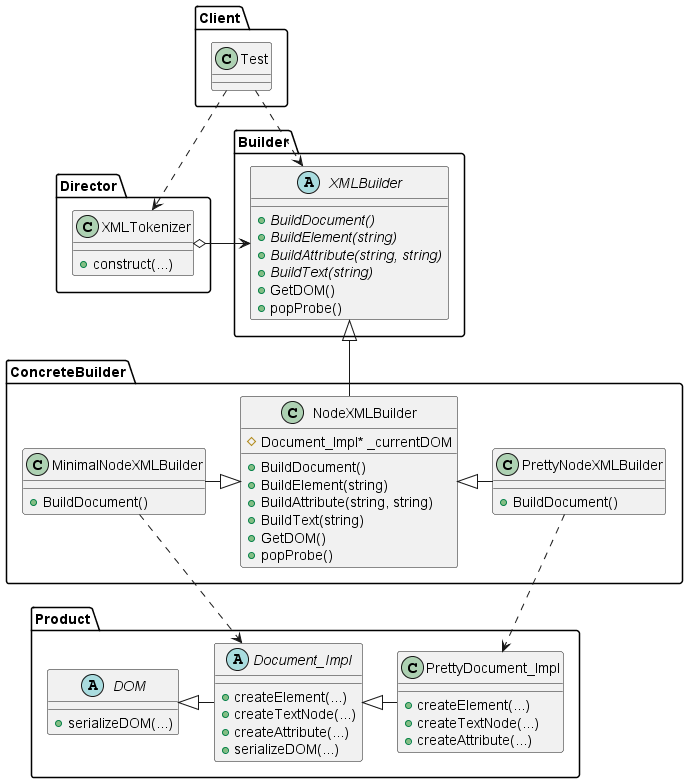 Client
C Test
Builder
A XMLBuilder
BuildDocument()
BuildElement(string)
BuildAttribute(string, string)
BuildText(string)
GetDOM()
popProbe()
Director
C XMLTokenizer
construct(...)
ConcreteBuilder
C NodeXMLBuilder
Document_Impl* _currentDOM
BuildDocument()
BuildElement(string)
BuildAttribute(string, string)
BuildText(string)
GetDOM()
popProbe()
C MinimalNodeXMLBuilder
BuildDocument()
C PrettyNodeXMLBuilder
BuildDocument()
Product
A DOM
serializeDOM(...)
A Document_Impl
createElement(...)
createTextNode(...)
createAttribute(...)
serializeDOM(...)
C PrettyDocument_Impl
createElement(...)
createTextNode(...)
createAttribute(...)